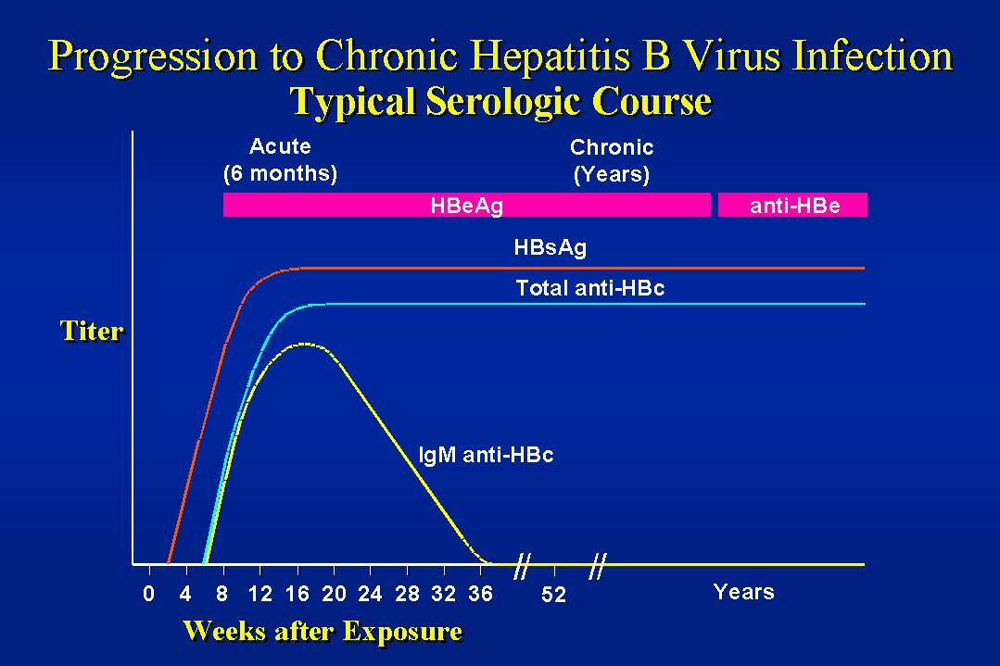 Progression to Chronic Hepatitis B Virus Infection
Typical Serologic Course
Acute
(6 months)
Chronic
(Years)
HBeAg
anti-HBe
HBsAg
Total anti-HBc
Titer
IgM anti-HBc
0 4 8 12 16 20 24 28 32 36 52 Years
Weeks after Exposure